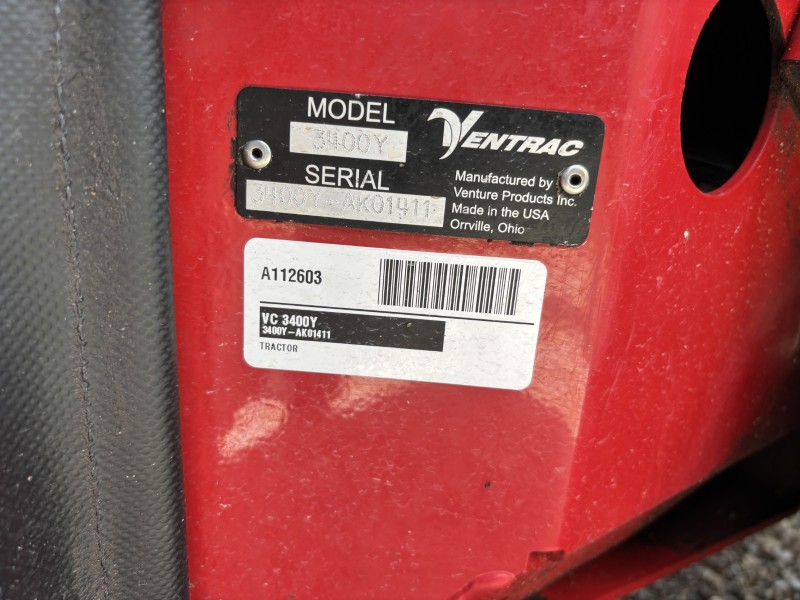 MODEL
3400Y
VENTRAC
SERIAL
3400Y-AK01411
Manufactured by
Venture Products Inc.
Made in the USA
Orrville, Ohio
A112603
VC 3400Y
3400Y-AK01411
TRACTOR